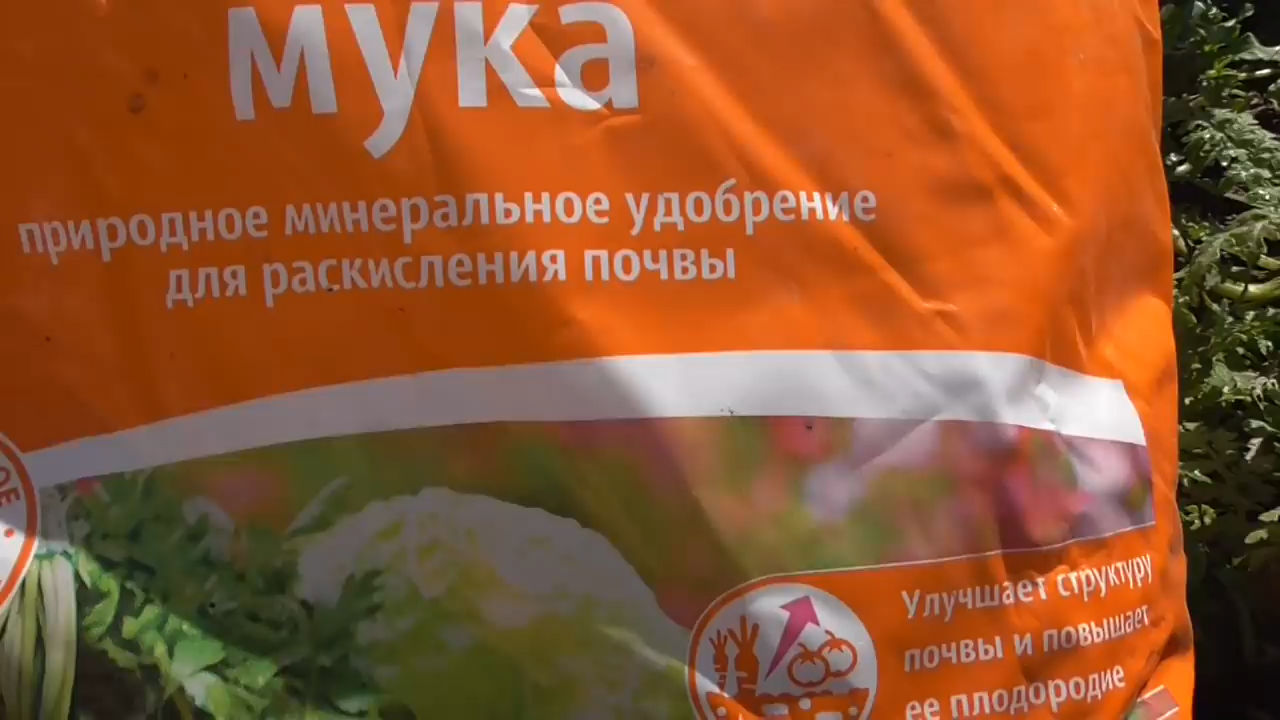 мука
природное минеральное удобрение
для раскисления почвы
Улучшает структуру
почвы и повышает
ее плодородие